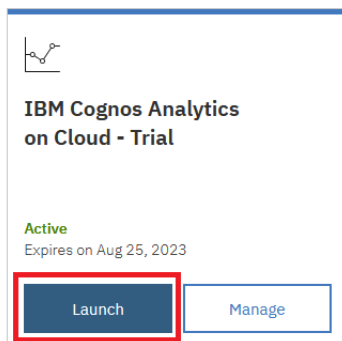 IBM Cognos Analytics
on Cloud - Trial
Active
Expires on Aug 25, 2023
Launch
Manage